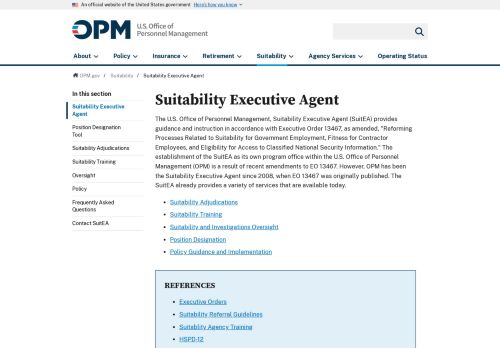 An official website of the United States government Here's how you know
OPM
U.S. Office of
Personnel Management
About
Policy
Insurance
Retirement
Suitability
Agency Services
Operating Status
OPM.gov / Suitability / Suitability Executive Agent
In this section
Suitability Executive
Agent
Position Designation
Tool
Suitability Adjudications
Suitability Training
Oversight
Policy
Frequently Asked
Questions
Contact SuitEA
Suitability Executive Agent
The U.S. Office of Personnel Management, Suitability Executive Agent (SuitEA) provides
guidance and instruction in accordance with Executive Order 13467, as amended, "Reforming
Processes Related to Suitability for Government Employment, Fitness for Contractor
Employees, and Eligibility for Access to Classified National Security Information." The
establishment of the SuitEA as its own program office within the U.S. Office of Personnel
Management (OPM) is a result of recent amendments to EO 13467. However, OPM has been
the Suitability Executive Agent since 2008, when EO 13467 was originally published. The
SuitEA already provides a variety of services that are available today.
Suitability Adjudications
Suitability Training
Suitability and Investigations Oversight
Position Designation
Policy Guidance and Implementation
REFERENCES
Executive Orders
Suitability Referral Guidelines
Suitablity Agency Training
HSPD-12